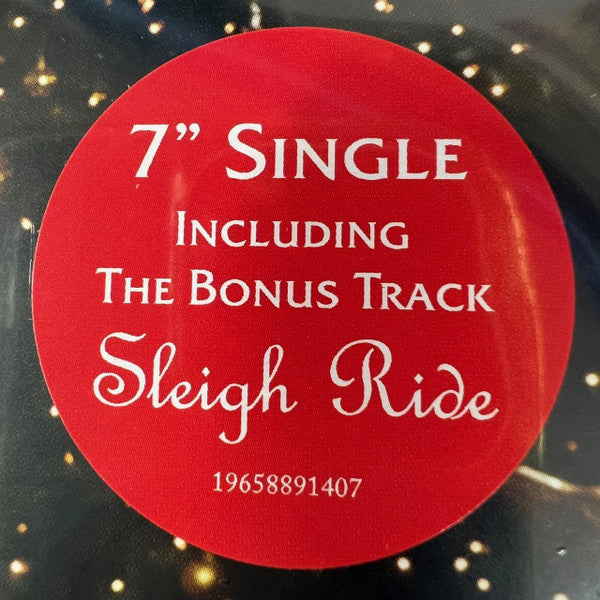 7” Single
Including
The Bonus Track
Sleigh Ride
19658891407